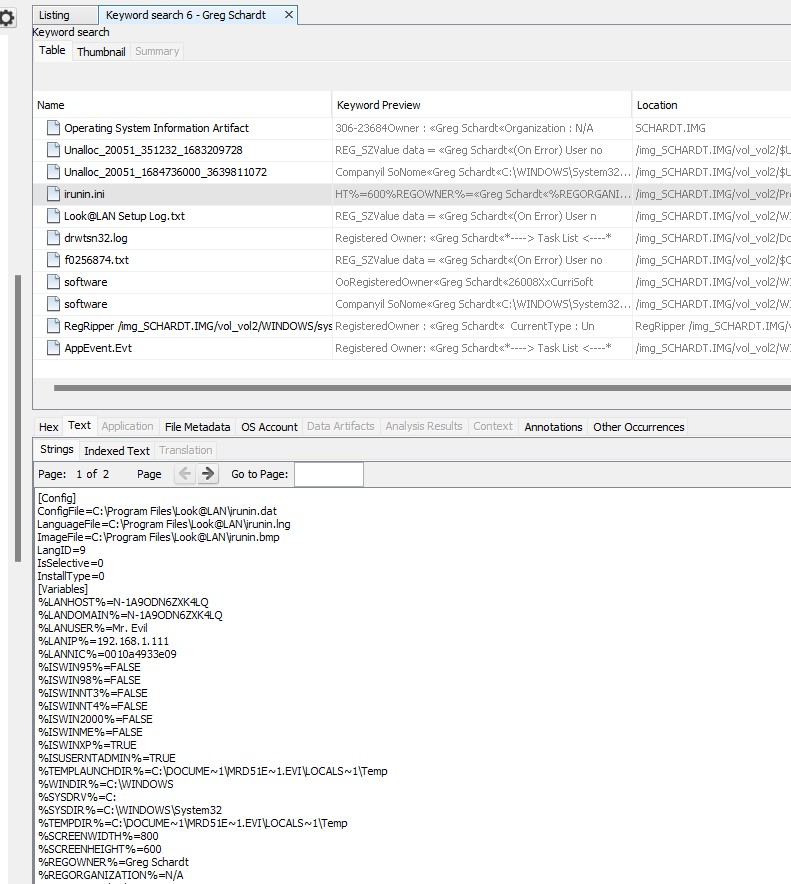 Listing Keyword search 6 - Greg Schardt ✕
Keyword search
Table Thumbnail Summary
Name Keyword Preview Location
Operating System Information Artifact 306-23684Owner : «Greg Schardt«Organization : N/A SCHARDT.IMG
Unalloc_20051_351232_1683209728 REG_SZValue data = «Greg Schardt«(On Error) User no /img_SCHARDT.IMG/vol_vol2/$U
Unalloc_20051_1684736000_3639811072 Companyil SoNome«Greg Schardt«C:\WINDOWS\System32... /img_SCHARDT.IMG/vol_vol2/$U
irunin.ini HT%=600%REGOWNER%=«Greg Schardt«%REGORGANI... /img_SCHARDT.IMG/vol_vol2/Pro
Look@LAN Setup Log.txt REG_SZValue data = «Greg Schardt«(On Error) User n /img_SCHARDT.IMG/vol_vol2/WI
drwtsn32.log Registered Owner: «Greg Schardt«*----> Task List <----* /img_SCHARDT.IMG/vol_vol2/Do
f0256874.txt REG_SZValue data = «Greg Schardt«(On Error) User no /img_SCHARDT.IMG/vol_vol2/$C
software OoRegisteredOwner«Greg Schardt«26008XxCurriSoft /img_SCHARDT.IMG/vol_vol2/WI
software Companyil SoNome«Greg Schardt«C:\WINDOWS\System32... /img_SCHARDT.IMG/vol_vol2/WI
RegRipper /img_SCHARDT.IMG/vol_vol2/WINDOWS/sys RegisteredOwner : «Greg Schardt« CurrentType : Un RegRipper /img_SCHARDT.IMG/v
AppEvent.Evt Registered Owner: «Greg Schardt«*----> Task List <----* /img_SCHARDT.IMG/vol_vol2/WI
Hex Text Application File Metadata OS Account Data Artifacts Analysis Results Context Annotations Other Occurrences
Strings Indexed Text Translation
Page: 1 of 2 Page Go to Page:
[Config]
ConfigFile=C:\Program Files\Look@LAN\irunin.dat
LanguageFile=C:\Program Files\Look@LAN\irunin.lng
ImageFile=C:\Program Files\Look@LAN\irunin.bmp
LangID=9
IsSelective=0
InstallType=0
[Variables]
%LANHOST%=N-1A9ODN6ZXK4LQ
%LANDOMAIN%=N-1A9ODN6ZXK4LQ
%LANUSER%=Mr. Evil
%LANIP%=192.168.1.111
%LANNIC%=0010a4933e09
%ISWIN95%=FALSE
%ISWIN98%=FALSE
%ISWINNT3%=FALSE
%ISWINNT4%=FALSE
%ISWIN2000%=FALSE
%ISWINME%=FALSE
%ISWINXP%=TRUE
%ISUSERNTADMIN%=TRUE
%TEMPLAUNCHDIR%=C:\DOCUME~1\MRD51E~1.EVI\LOCALS~1\Temp
%WINDIR%=C:\WINDOWS
%SYSDRV%=C:
%SYSDIR%=C:\WINDOWS\System32
%TEMPDIR%=C:\DOCUME~1\MRD51E~1.EVI\LOCALS~1\Temp
%SCREENWIDTH%=800
%SCREENHEIGHT%=600
%REGOWNER%=Greg Schardt
%REGORGANIZATION%=N/A